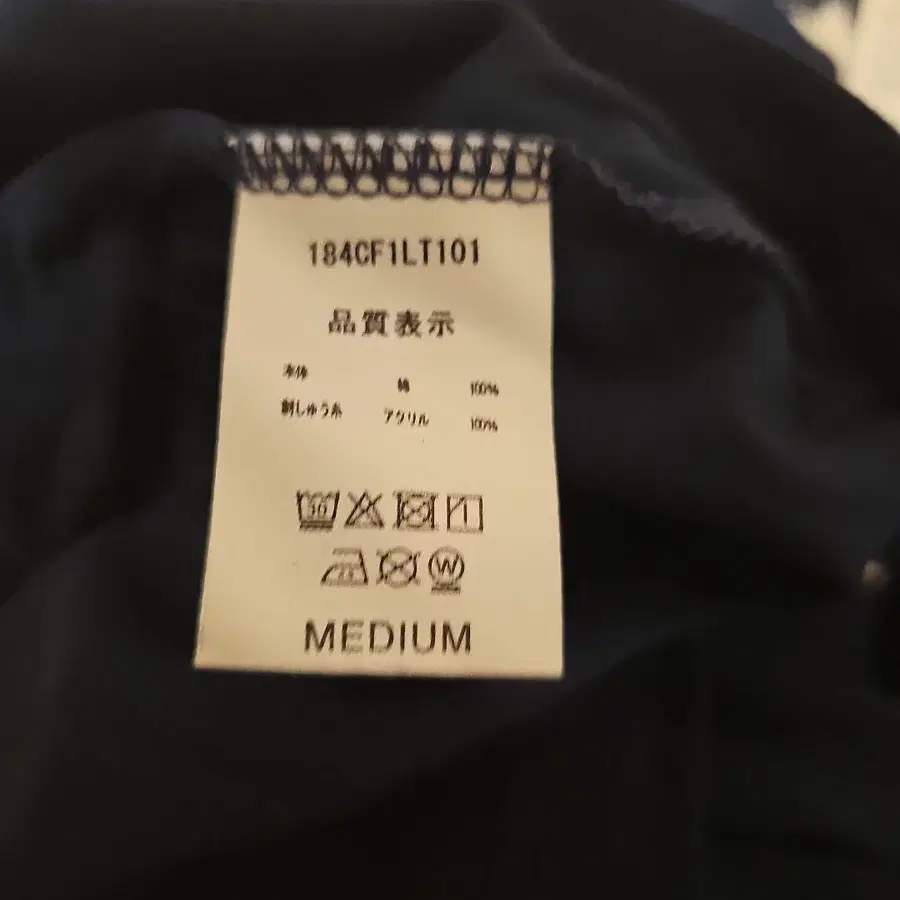 184CF1LT101
品質表示
本体 綿 100%
刺しゅう糸 アクリル 100%
30
W
MEDIUM